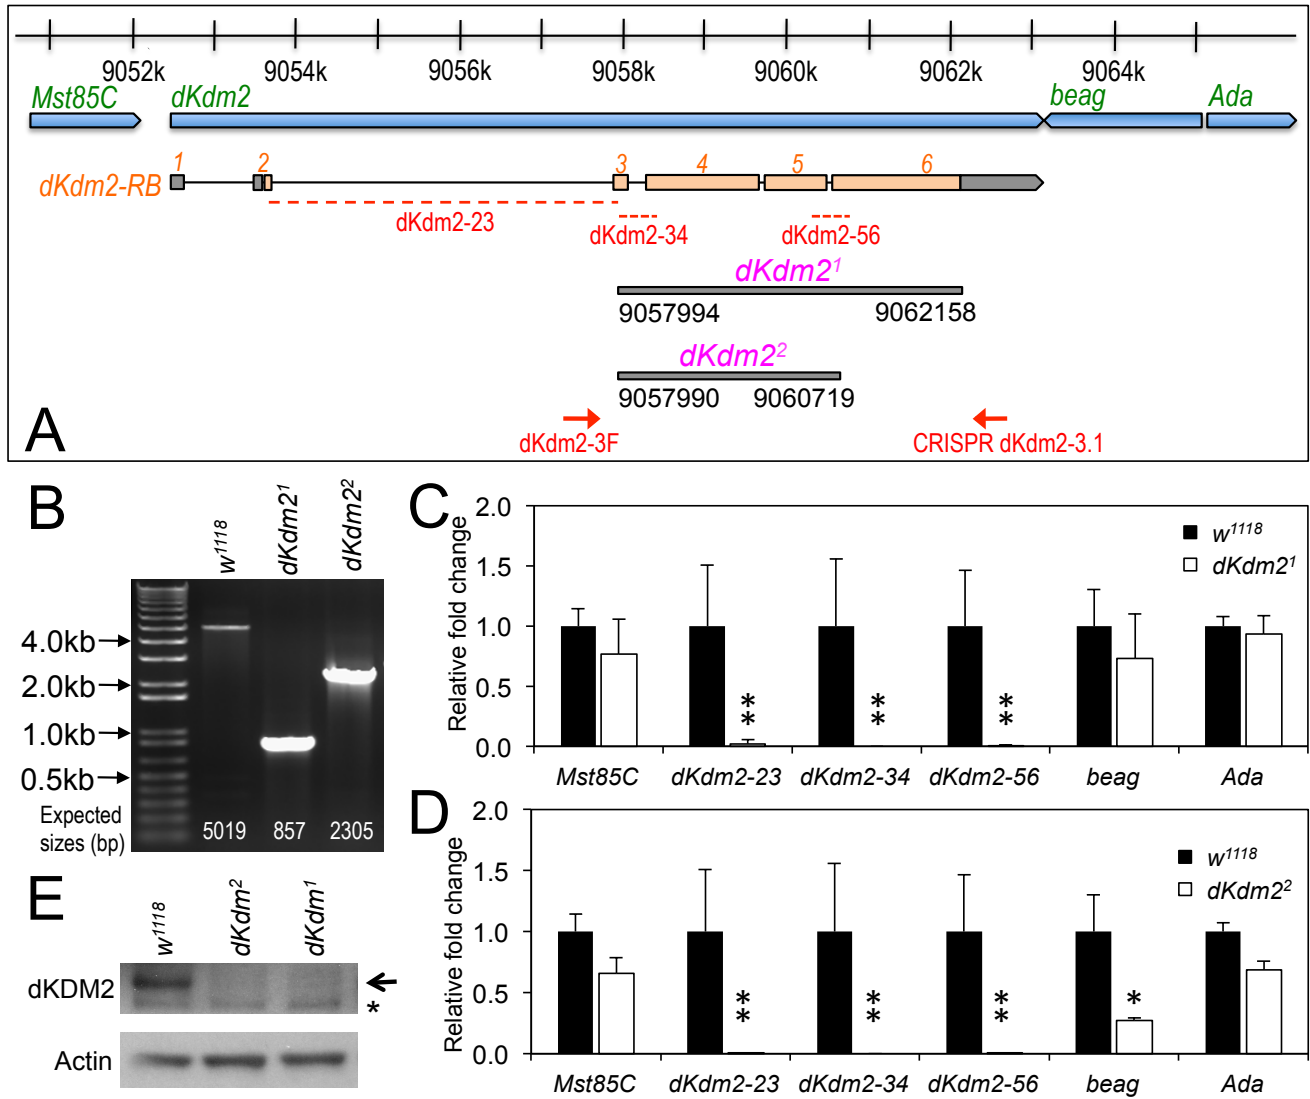 9052k 9054k 9056k 9058k 9060k 9062k 9064k
Mst85C dKdm2 beag Ada
1 2 3 4 5 6
dKdm2-RB
dKdm2-23 dKdm2-34 dKdm2-56
dKdm2¹
9057994 9062158
dKdm2²
9057990 9060719
dKdm2-3F CRISPR dKdm2-3.1
A
B
w¹¹¹⁸ dKdm2¹ dKdm2²
4.0kb
2.0kb
1.0kb
0.5kb
Expected
sizes (bp)
5019 857 2305
C
Relative fold change
2.0
1.5
1.0
0.5
0.0
w¹¹¹⁸
dKdm2¹
** ** **
Mst85C dKdm2-23 dKdm2-34 dKdm2-56 beag Ada
D
Relative fold change
2.0
1.5
1.0
0.5
0.0
w¹¹¹⁸
dKdm2²
** ** ** *
Mst85C dKdm2-23 dKdm2-34 dKdm2-56 beag Ada
E
w¹¹¹⁸ dKdm² dKdm¹
dKDM2
*
Actin